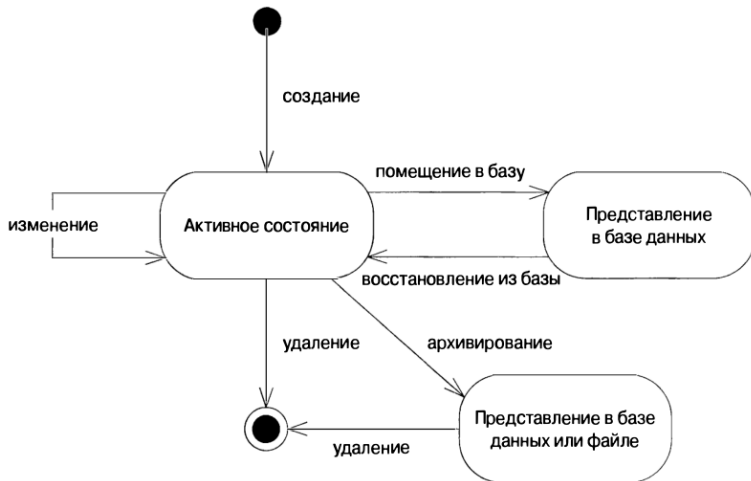 создание
помещение в базу
изменение
Активное состояние
Представление
в базе данных
восстановление из базы
удаление
архивирование
Представление в базе
данных или файле
удаление